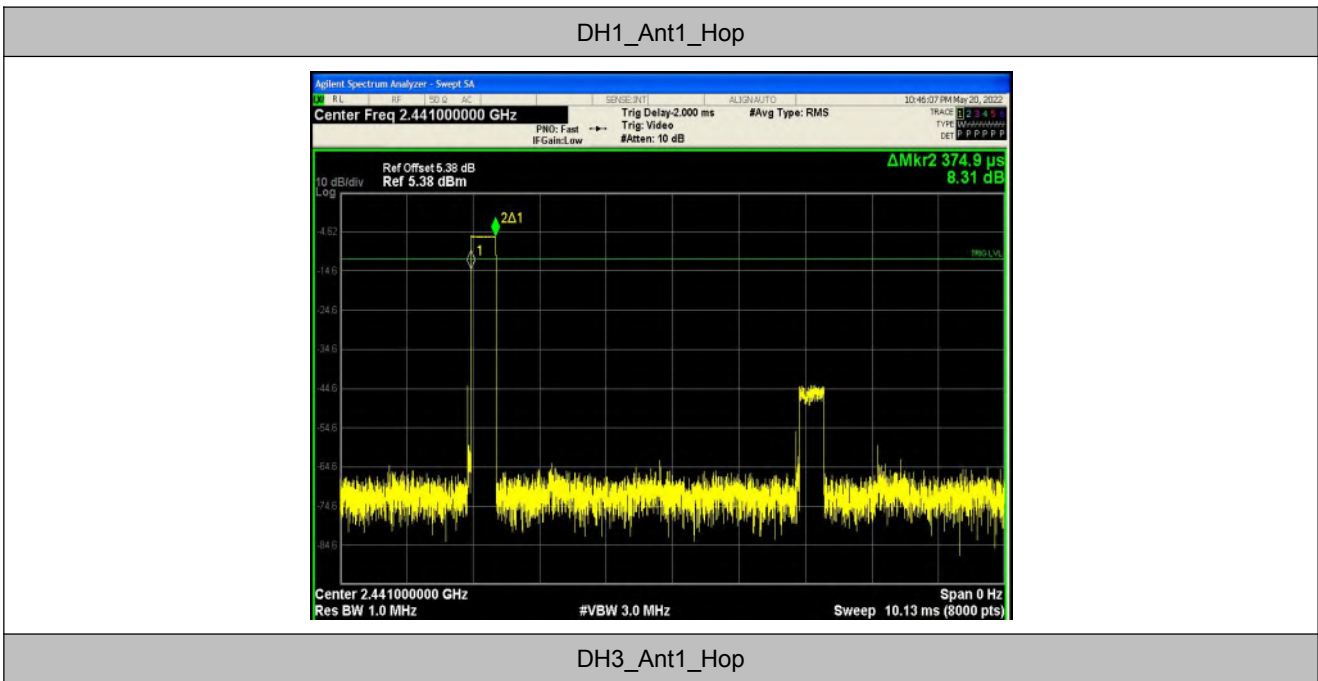 DH1_Ant1_Hop
Agilent Spectrum Analyzer - Swept SA
RL RF 50 Ω AC SENSE:INT ALIGNAUTO 10:46:07 PM May 20, 2022
Center Freq 2.441000000 GHz Trig Delay-2.000 ms #Avg Type: RMS TRACE 1 2 3 4 5 6
PNO: Fast Trig: Video TYPE
IFGain:Low #Atten: 10 dB DET P P P P P P
ΔMkr2 374.9 µs
Ref Offset 5.38 dB
10 dB/div Ref 5.38 dBm 8.31 dB
Log
2Δ1
-4.62
1
TRIG LVL
-14.6
-24.6
-34.6
-44.6
-54.6
-64.6
-74.6
-84.6
Center 2.441000000 GHz Span 0 Hz
Res BW 1.0 MHz #VBW 3.0 MHz Sweep 10.13 ms (8000 pts)
DH3_Ant1_Hop